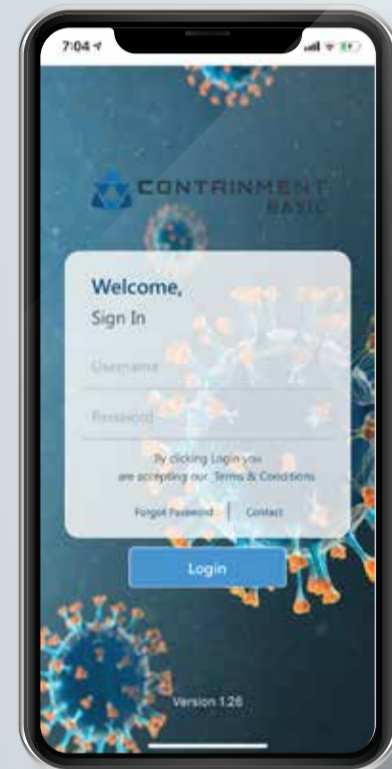 7:04
CONTAINMENT
BASIC
Welcome,
Sign In
Username
Password
By clicking Login you
are accepting our Terms & Conditions
Forgot Password | Contact
Login
Version 1.26